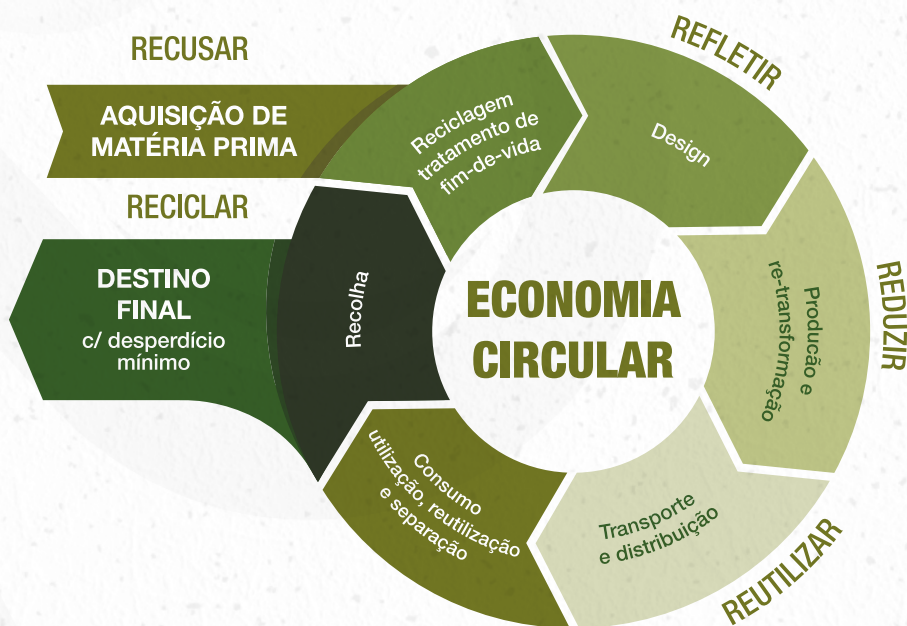 RECUSAR
AQUISIÇÃO DE
MATÉRIA PRIMA
RECICLAR
DESTINO
FINAL
c/ desperdício
mínimo
Reciclagem
tratamento de
fim-de-vida
REFLETIR
Design
REDUZIR
Produção e
re-transformação
REUTILIZAR
Transporte
e distribuição
Consumo
utilização, reutilização
e separação
Recolha
ECONOMIA
CIRCULAR